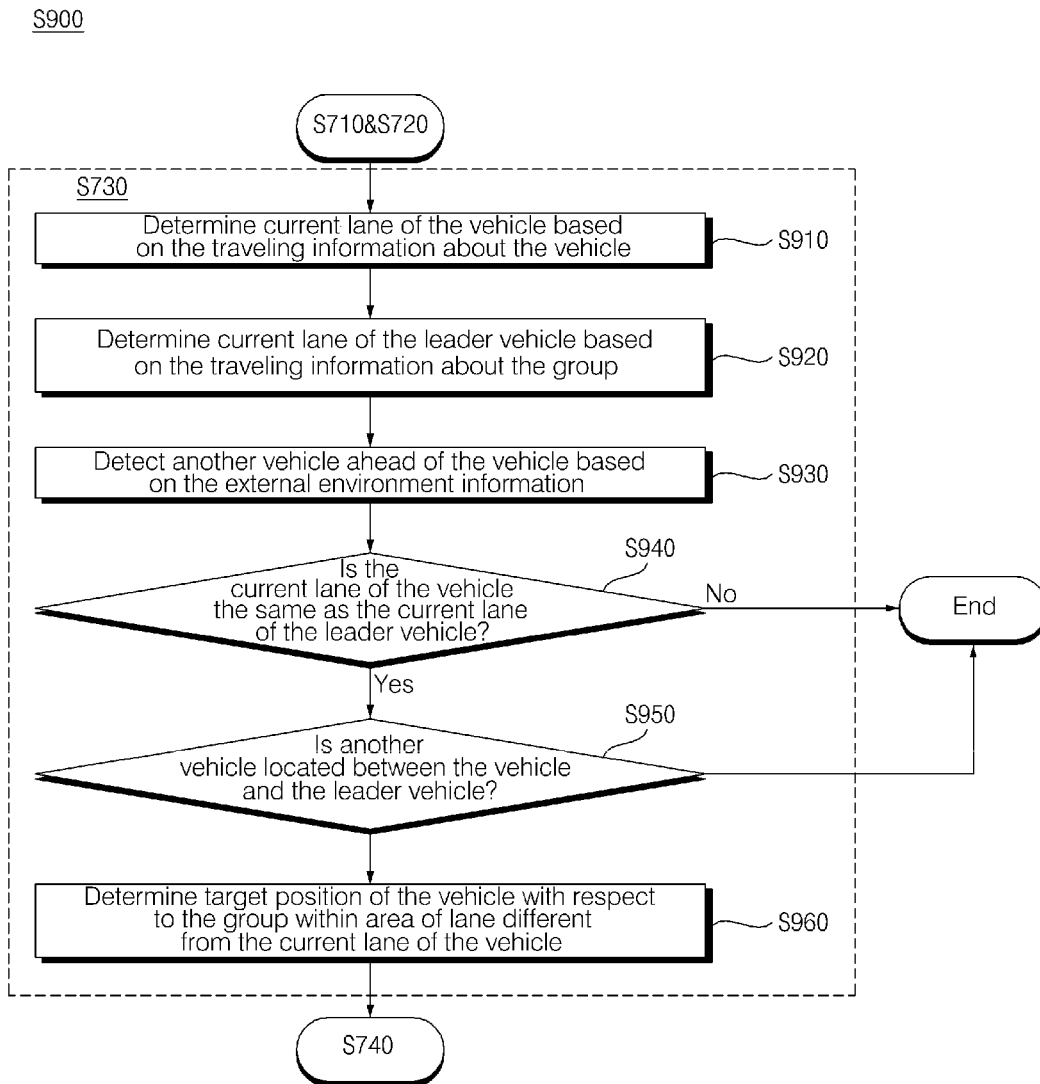 S900
S710&S720
S730
Determine current lane of the vehicle based
on the traveling information about the vehicle
S910
Determine current lane of the leader vehicle based
on the traveling information about the group
S920
Detect another vehicle ahead of the vehicle based
on the external environment information
S930
Is the
current lane of the vehicle
the same as the current lane
of the leader vehicle?
S940
No
End
Yes
Is another
vehicle located between the vehicle
and the leader vehicle?
S950
Determine target position of the vehicle with respect
to the group within area of lane different
from the current lane of the vehicle
S960
S740